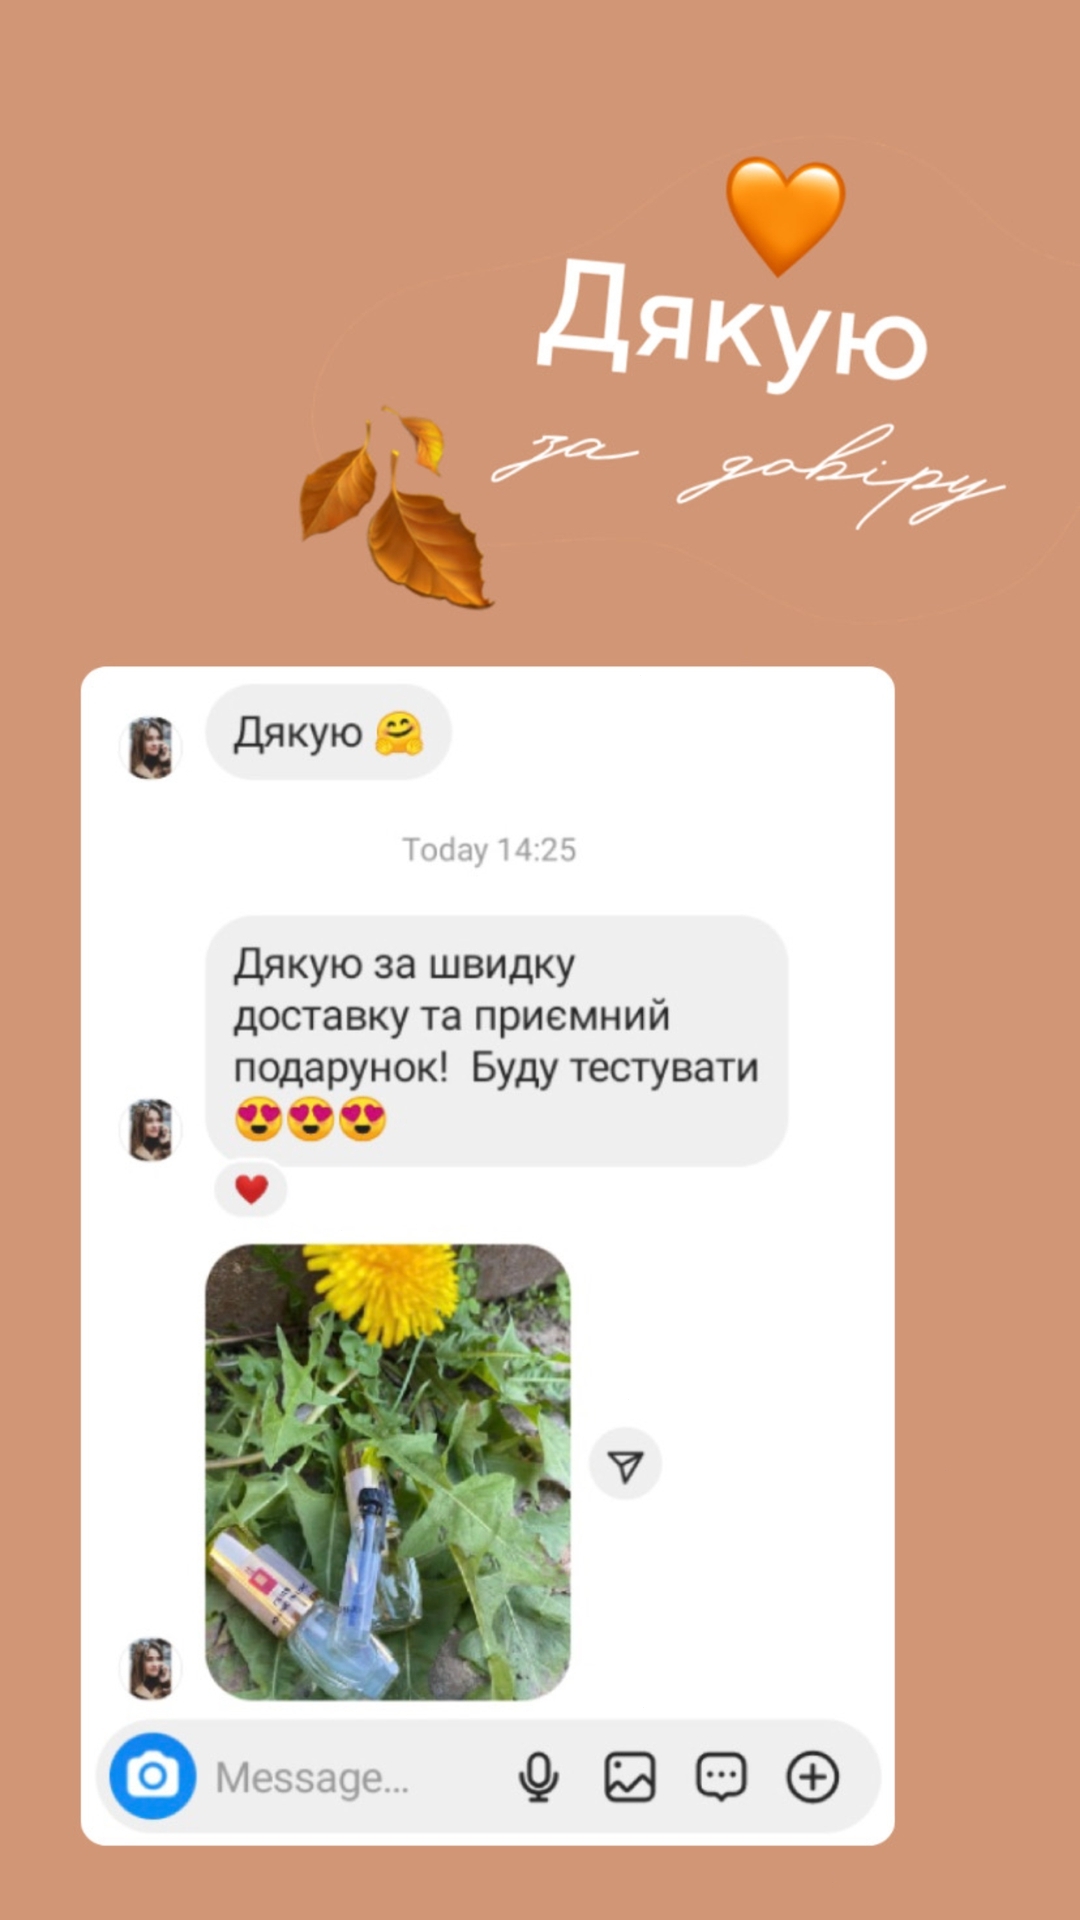 🧡
Дякую
за довіру
Дякую 🤗
Today 14:25
Дякую за швидку
доставку та приємний
подарунок!  Буду тестувати
😍😍😍
❤️
Message...